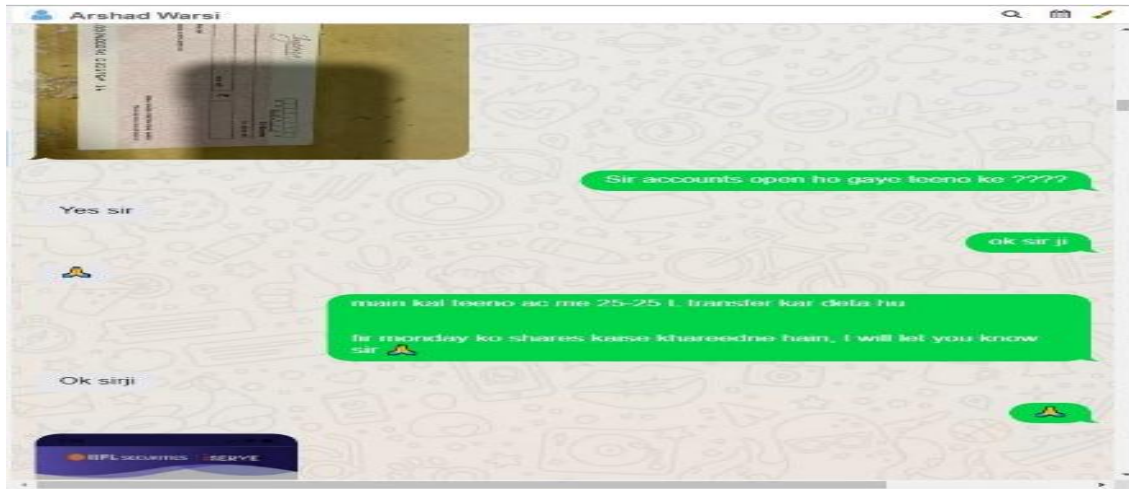 Arshad Warsi
Sir accounts open ho gaye teeno ke ????
Yes sir
ok sir ji
🙏
main kal teeno ac me 25-25 L transfer kar deta hu
fir monday ko shares kaise khareedne hain, I will let you know
sir 🙏
Ok sirji
🙏
IIFL SECURITIES